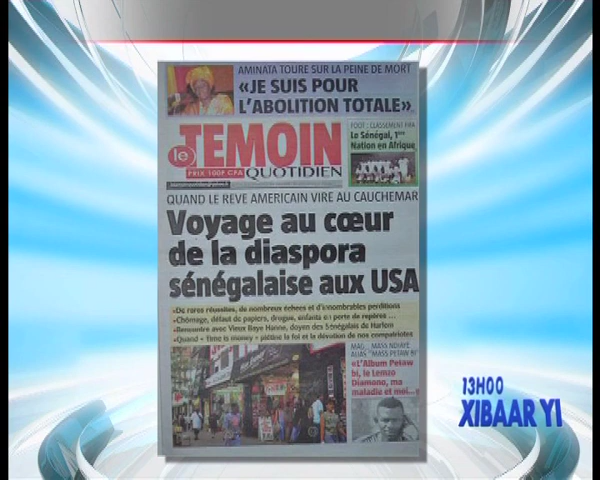 AMINATA TOURE SUR LA PEINE DE MORT
«JE SUIS POUR
L'ABOLITION TOTALE»
le TEMOIN
PRIX 100F CFA QUOTIDIEN
FOOT : CLASSEMENT FIFA
Le Sénégal, 1ère
Nation en Afrique
QUAND LE REVE AMERICAIN VIRE AU CAUCHEMAR
Voyage au cœur
de la diaspora
sénégalaise aux USA
•De rares réussites, de nombreux échecs et d'innombrables perditions
•Chômage, défaut de papiers, drogue, enfants en perte de repères ...
•Rencontre avec Vieux Baye Hanne, doyen des Sénégalais de Harlem
•Quand « time is money » piétine la foi et la dévotion de nos compatriotes
MAG... MASS NDIAYE
ALIAS "MASS PETAW BI"
«L'Album Petaw
bi, le Lemzo
Diamono, ma
maladie et moi...!
13H00
XIBAAR YI